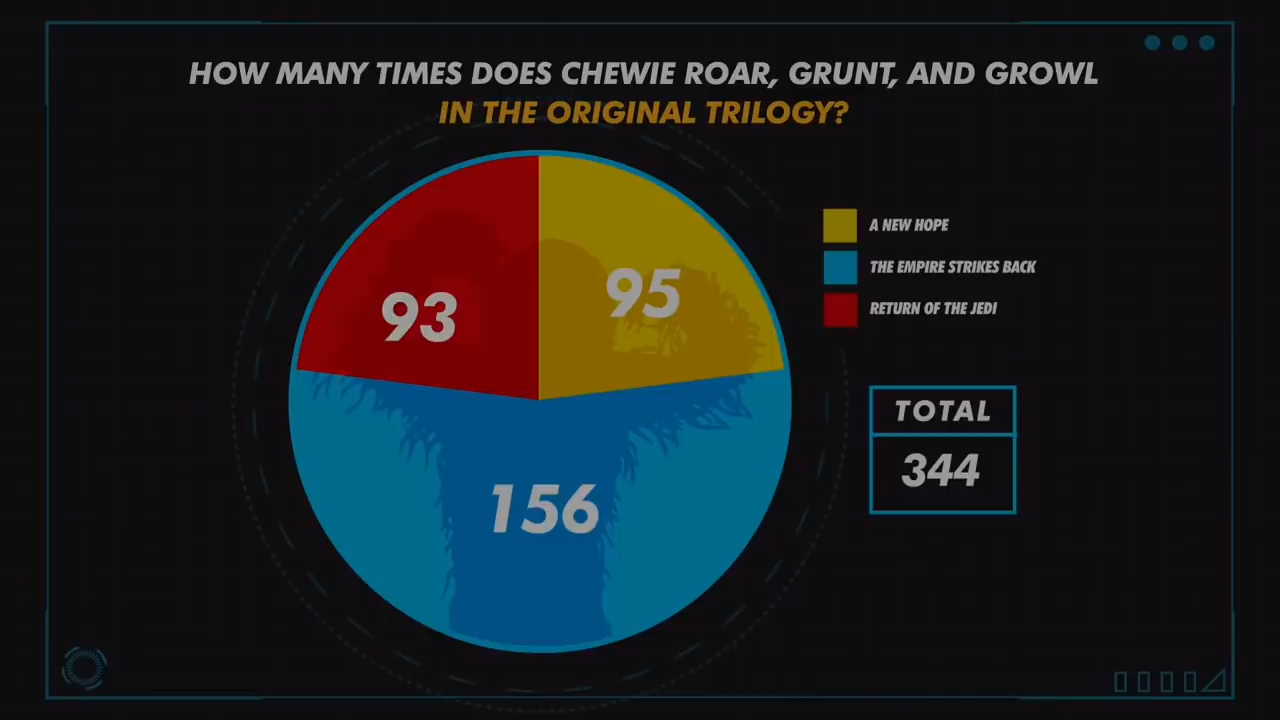 HOW MANY TIMES DOES CHEWIE ROAR, GRUNT, AND GROWL
IN THE ORIGINAL TRILOGY?
A NEW HOPE
THE EMPIRE STRIKES BACK
RETURN OF THE JEDI
93
95
156
TOTAL
344